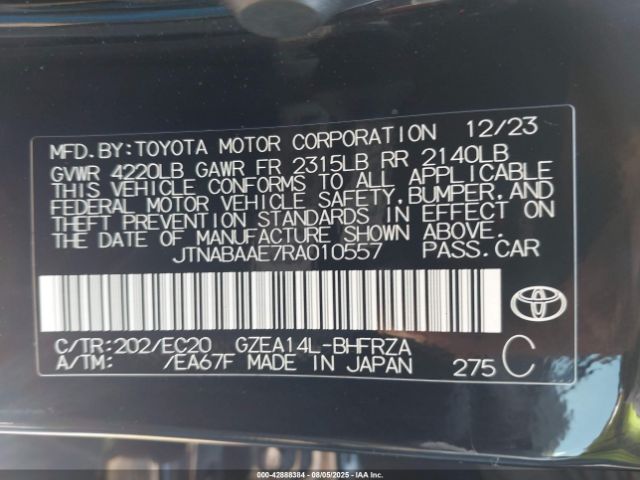 MFD.BY:TOYOTA MOTOR CORPORATION 12/23
GVWR 4220LB GAWR FR 2315LB RR 2140LB
THIS VEHICLE CONFORMS TO ALL APPLICABLE
FEDERAL MOTOR VEHICLE SAFETY,BUMPER,AND
THEFT PREVENTION STANDARDS IN EFFECT ON
THE DATE OF MANUFACTURE SHOWN ABOVE.
JTNABAAE7RA010557 PASS.CAR
C/TR:202/EC20 GZEA14L-BHFRZA
A/TM: /EA67F MADE IN JAPAN 275 C
000-42888384 - 08/05/2025 - IAA Inc.